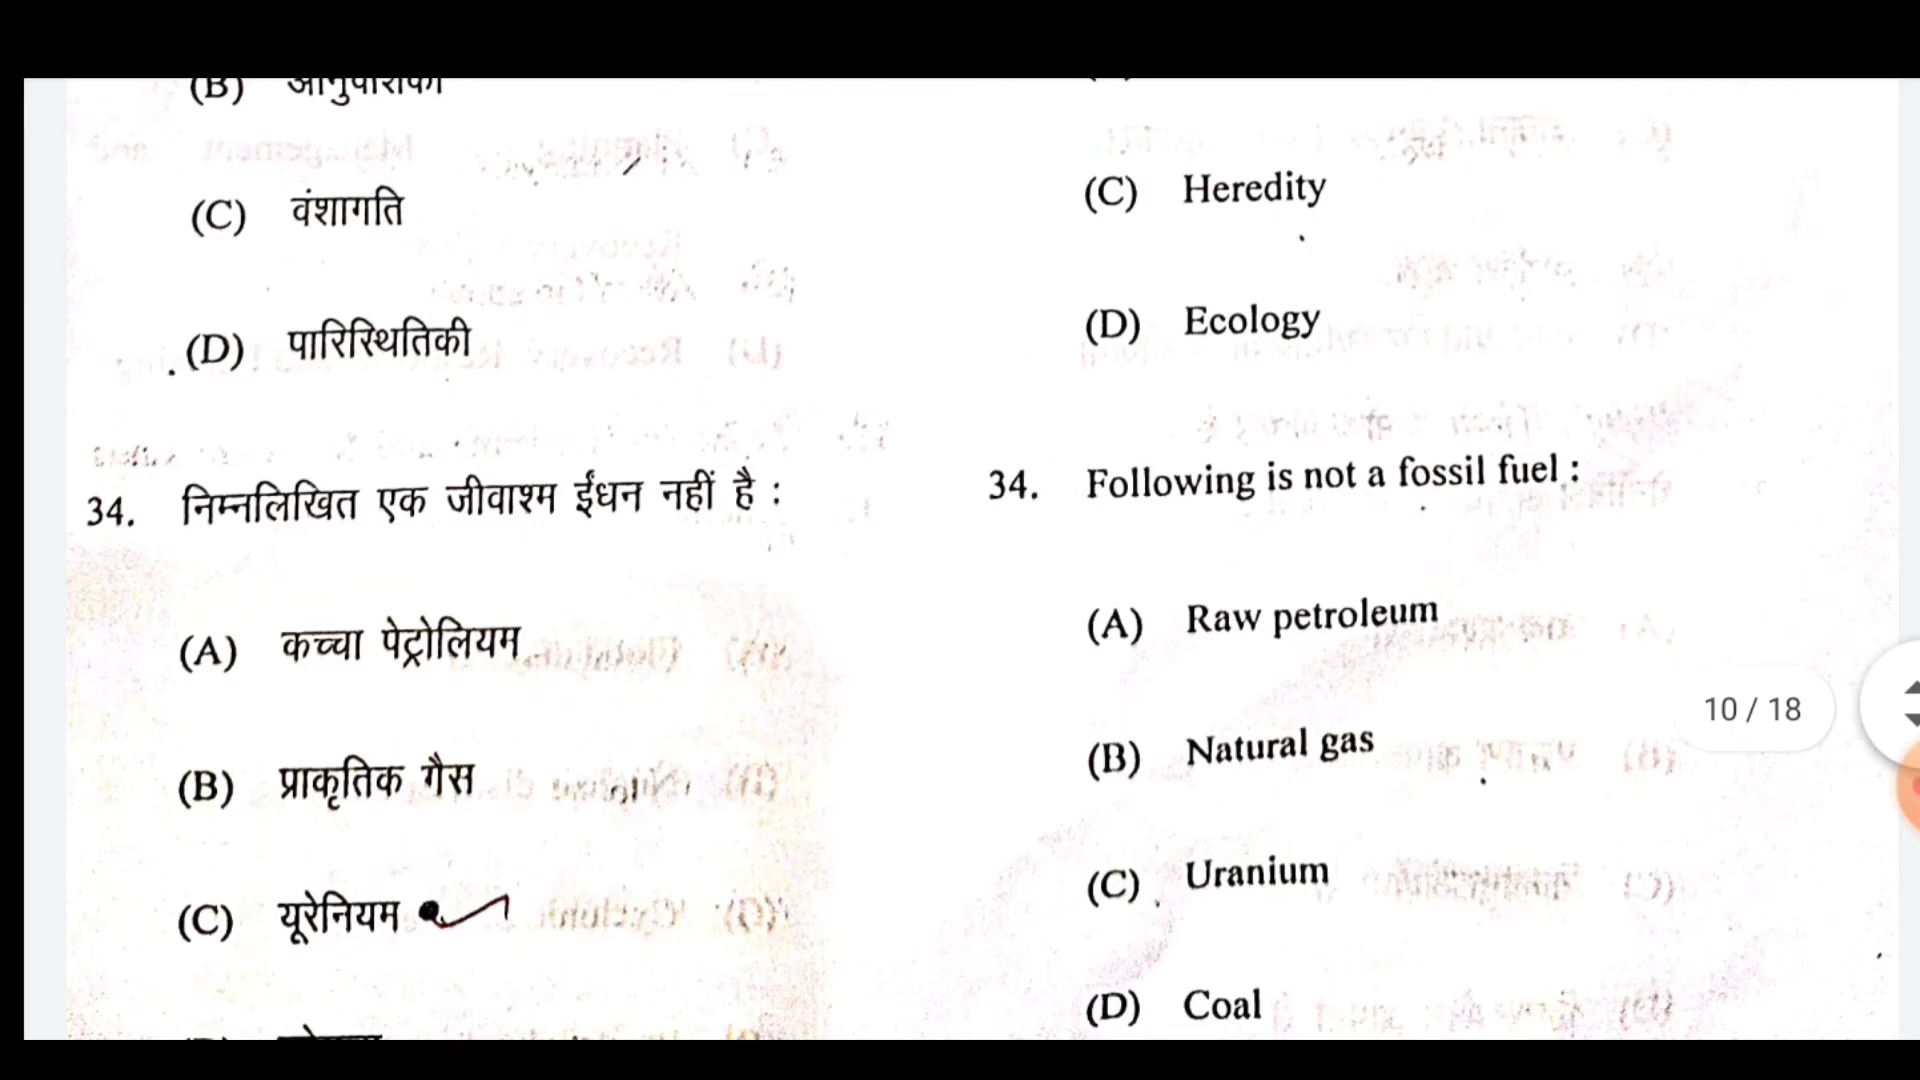 (B) आनुवांशिकी
(C) वंशागति
(D) पारिस्थितिकी
34. निम्नलिखित एक जीवाश्म ईंधन नहीं है :
(A) कच्चा पेट्रोलियम
(B) प्राकृतिक गैस
(C) यूरेनियम
(C) Heredity
(D) Ecology
34. Following is not a fossil fuel :
(A) Raw petroleum
(B) Natural gas
(C) Uranium
(D) Coal
10 / 18